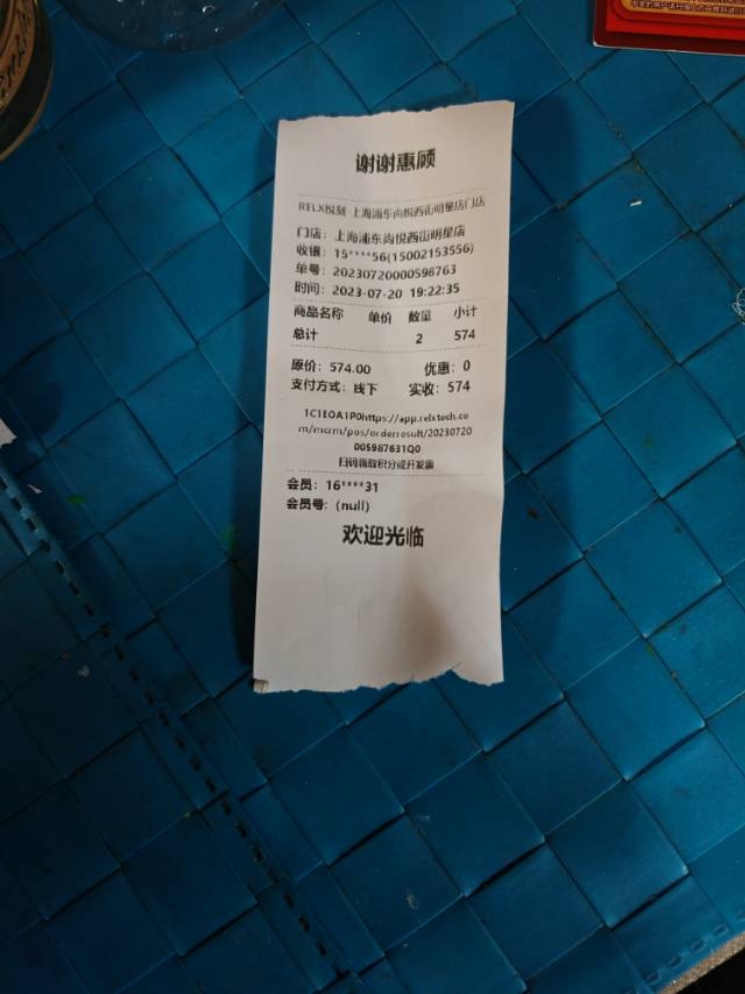 谢谢惠顾
RELX悦刻 上海浦东尚悦西街明星店门店
门店：上海浦东尚悦西街明星店
收银：15****56(15002153556)
单号：20230720000598763
时间：2023-07-20 19:22:35
商品名称 单价 数量 小计
总计 2 574
原价：574.00 优惠：0
支付方式：线下 实收：574
1C1E0A1P0https://app.relxtech.co
m/mcrm/pos/orderresult/20230720
005987631Q0
扫码领取积分或开发票
会员：16****31
会员号：(null)
欢迎光临